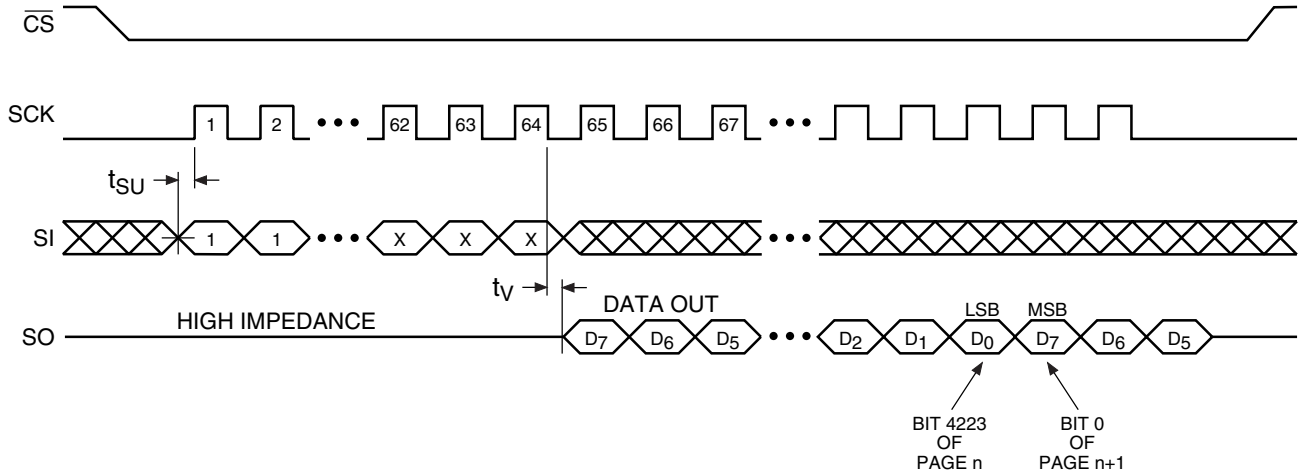 CS
SCK
1 2 ••• 62 63 64 65 66 67 •••
tSU
SI
1 1 ••• X X X •••
tV
DATA OUT
LSB MSB
HIGH IMPEDANCE
SO
D7 D6 D5 ••• D2 D1 D0 D7 D6 D5
BIT 4223
OF
PAGE n
BIT 0
OF
PAGE n+1